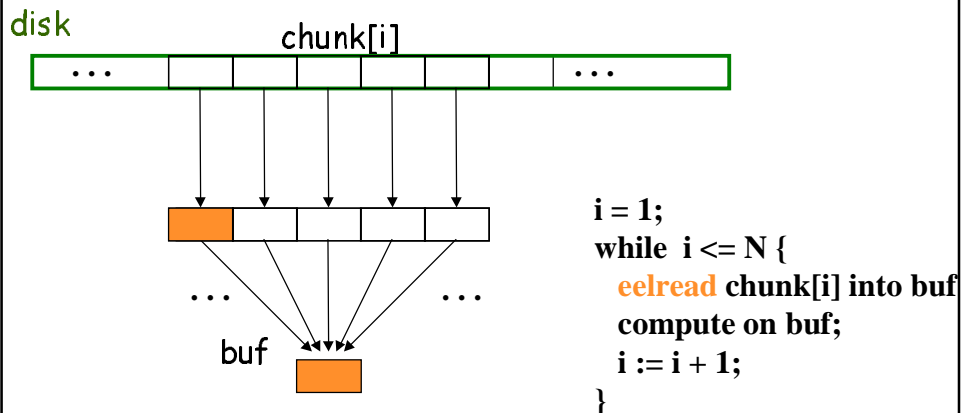 disk
chunk[i]
... ...
... ...
buf
i = 1;
while i <= N {
eelread chunk[i] into buf
compute on buf;
i := i + 1;
}